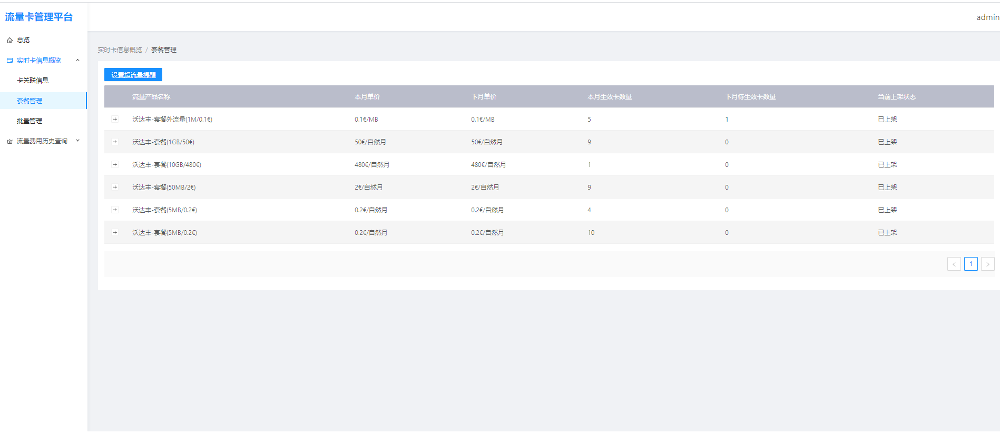 流量卡管理平台
admin
总览
实时卡信息概览
卡关联信息
套餐管理
批量管理
流量费用历史查询
实时卡信息概览 / 套餐管理
设置超流量提醒
流量产品名称 本月单价 下月单价 本月生效卡数量 下月待生效卡数量 当前上架状态
沃达丰-套餐外流量(1M/0.1€) 0.1€/MB 0.1€/MB 5 1 已上架
沃达丰-套餐(1GB/50€) 50€/自然月 50€/自然月 9 0 已上架
沃达丰-套餐(10GB/480€) 480€/自然月 480€/自然月 1 0 已上架
沃达丰-套餐(50MB/2€) 2€/自然月 2€/自然月 9 0 已上架
沃达丰-套餐(5MB/0.2€) 0.2€/自然月 0.2€/自然月 4 0 已上架
沃达丰-套餐(5MB/0.2€) 0.2€/自然月 0.2€/自然月 10 0 已上架
< 1 >